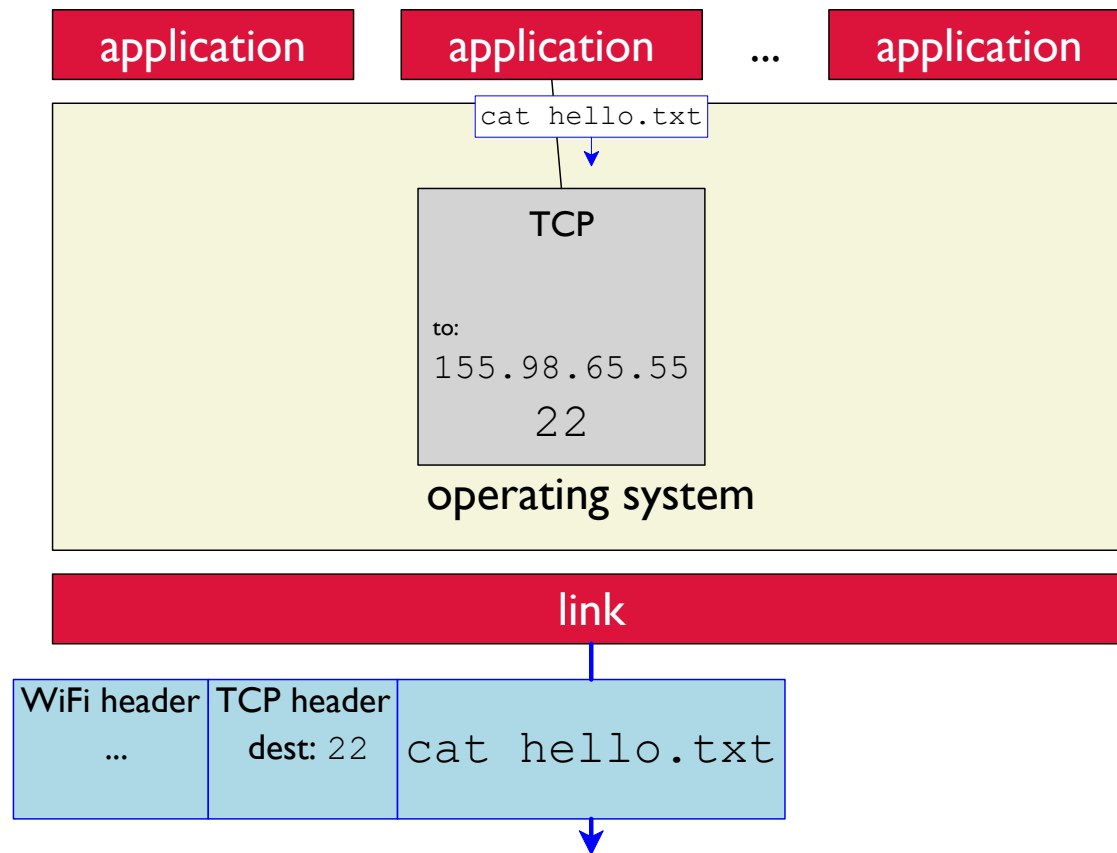 application application ... application
cat hello.txt
TCP
to:
155.98.65.55
22
operating system
link
WiFi header TCP header
... dest: 22 cat hello.txt